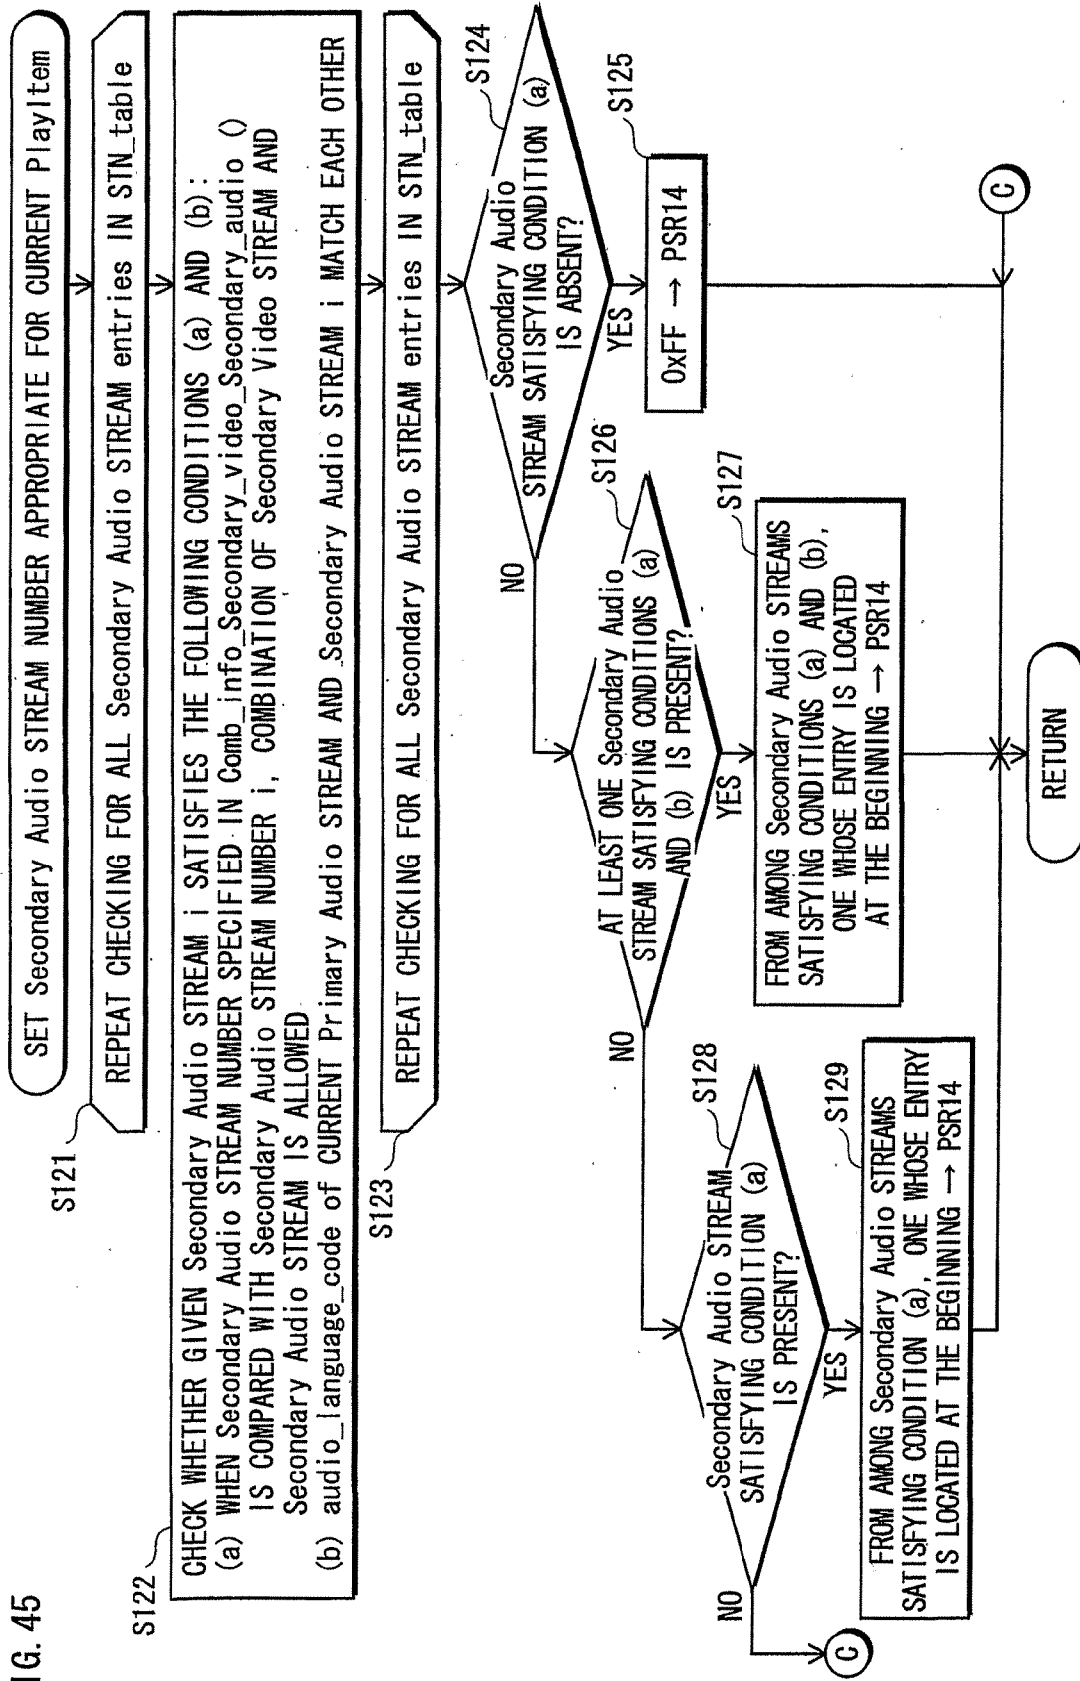 IG. 45
SET Secondary Audio STREAM NUMBER APPROPRIATE FOR CURRENT PlayItem
S121
REPEAT CHECKING FOR ALL Secondary Audio STREAM entries IN STN_table
S122
CHECK WHETHER GIVEN Secondary Audio STREAM i SATISFIES THE FOLLOWING CONDITIONS (a) AND (b):
(a) WHEN Secondary Audio STREAM NUMBER SPECIFIED IN Comb_info_Secondary_video_Secondary_audio ()
IS COMPARED WITH Secondary Audio STREAM NUMBER i, COMBINATION OF Secondary Video STREAM AND
Secondary Audio STREAM IS ALLOWED
(b) audio_language_code of CURRENT Primary Audio STREAM AND Secondary Audio STREAM i MATCH EACH OTHER
S123
REPEAT CHECKING FOR ALL Secondary Audio STREAM entries IN STN_table
S124
Secondary Audio
STREAM SATISFYING CONDITION (a)
IS ABSENT?
NO
YES
S125
0xFF → PSR14
S126
AT LEAST ONE Secondary Audio
STREAM SATISFYING CONDITIONS (a)
AND (b) IS PRESENT?
NO
YES
S127
FROM AMONG Secondary Audio STREAMS
SATISFYING CONDITIONS (a) AND (b),
ONE WHOSE ENTRY IS LOCATED
AT THE BEGINNING → PSR14
S128
Secondary Audio STREAM
SATISFYING CONDITION (a)
IS PRESENT?
NO
YES
S129
FROM AMONG Secondary Audio STREAMS
SATISFYING CONDITION (a), ONE WHOSE ENTRY
IS LOCATED AT THE BEGINNING → PSR14
C
C
RETURN